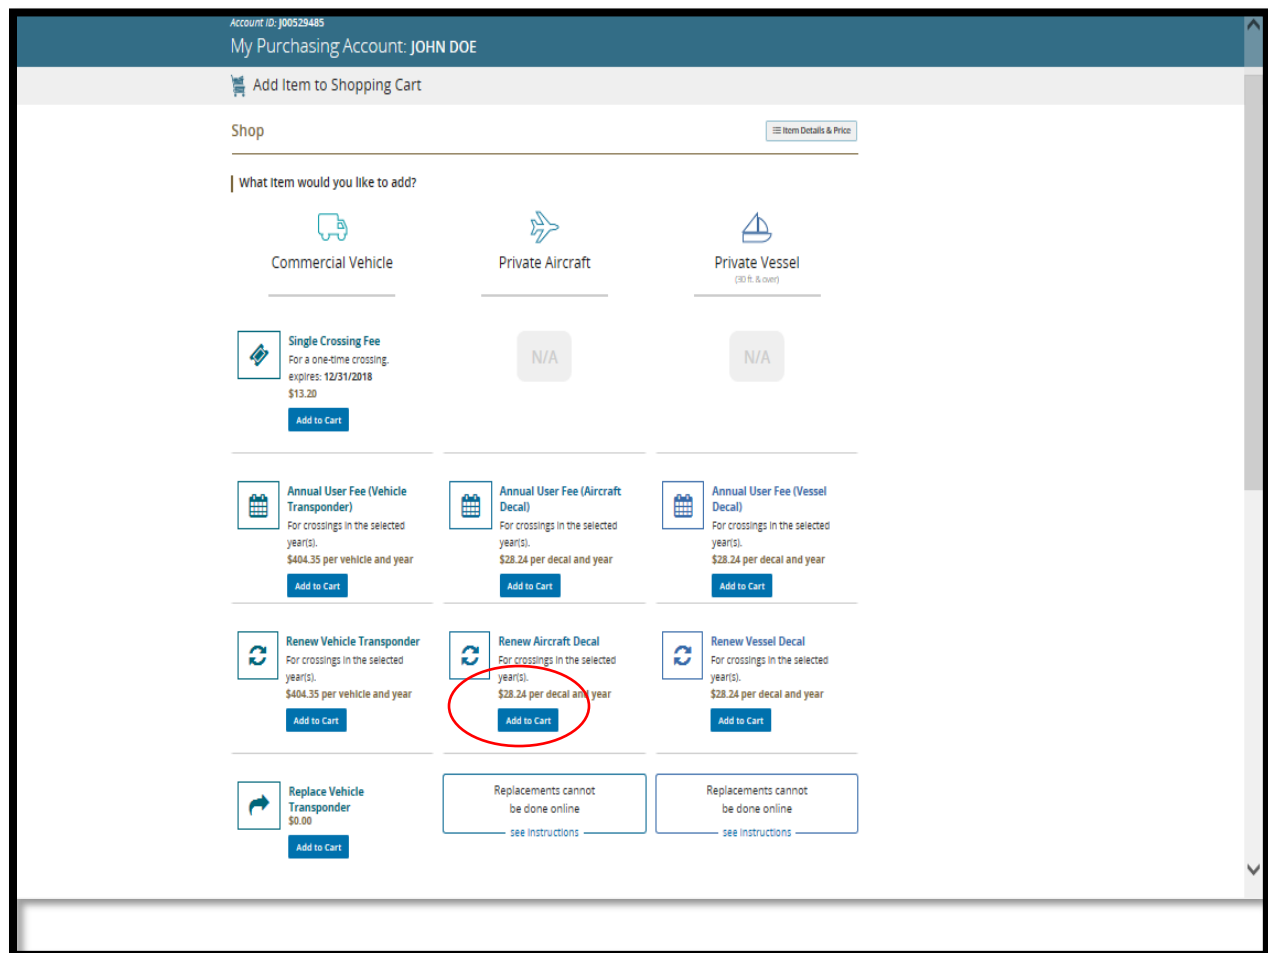 Account ID: J00529485
My Purchasing Account: JOHN DOE
Add Item to Shopping Cart
Shop
Item Details & Price
What Item would you like to add?
Commercial Vehicle
Private Aircraft
Private Vessel
(30 ft. & over)
Single Crossing Fee
For a one-time crossing.
expires: 12/31/2018
$13.20
Add to Cart
N/A
N/A
Annual User Fee (Vehicle
Transponder)
For crossings in the selected
year(s).
$404.35 per vehicle and year
Add to Cart
Annual User Fee (Aircraft
Decal)
For crossings in the selected
year(s).
$28.24 per decal and year
Add to Cart
Annual User Fee (Vessel
Decal)
For crossings in the selected
year(s).
$28.24 per decal and year
Add to Cart
Renew Vehicle Transponder
For crossings in the selected
year(s).
$404.35 per vehicle and year
Add to Cart
Renew Aircraft Decal
For crossings in the selected
year(s).
$28.24 per decal and year
Add to Cart
Renew Vessel Decal
For crossings in the selected
year(s).
$28.24 per decal and year
Add to Cart
Replace Vehicle
Transponder
$0.00
Add to Cart
Replacements cannot
be done online
see instructions
Replacements cannot
be done online
see instructions